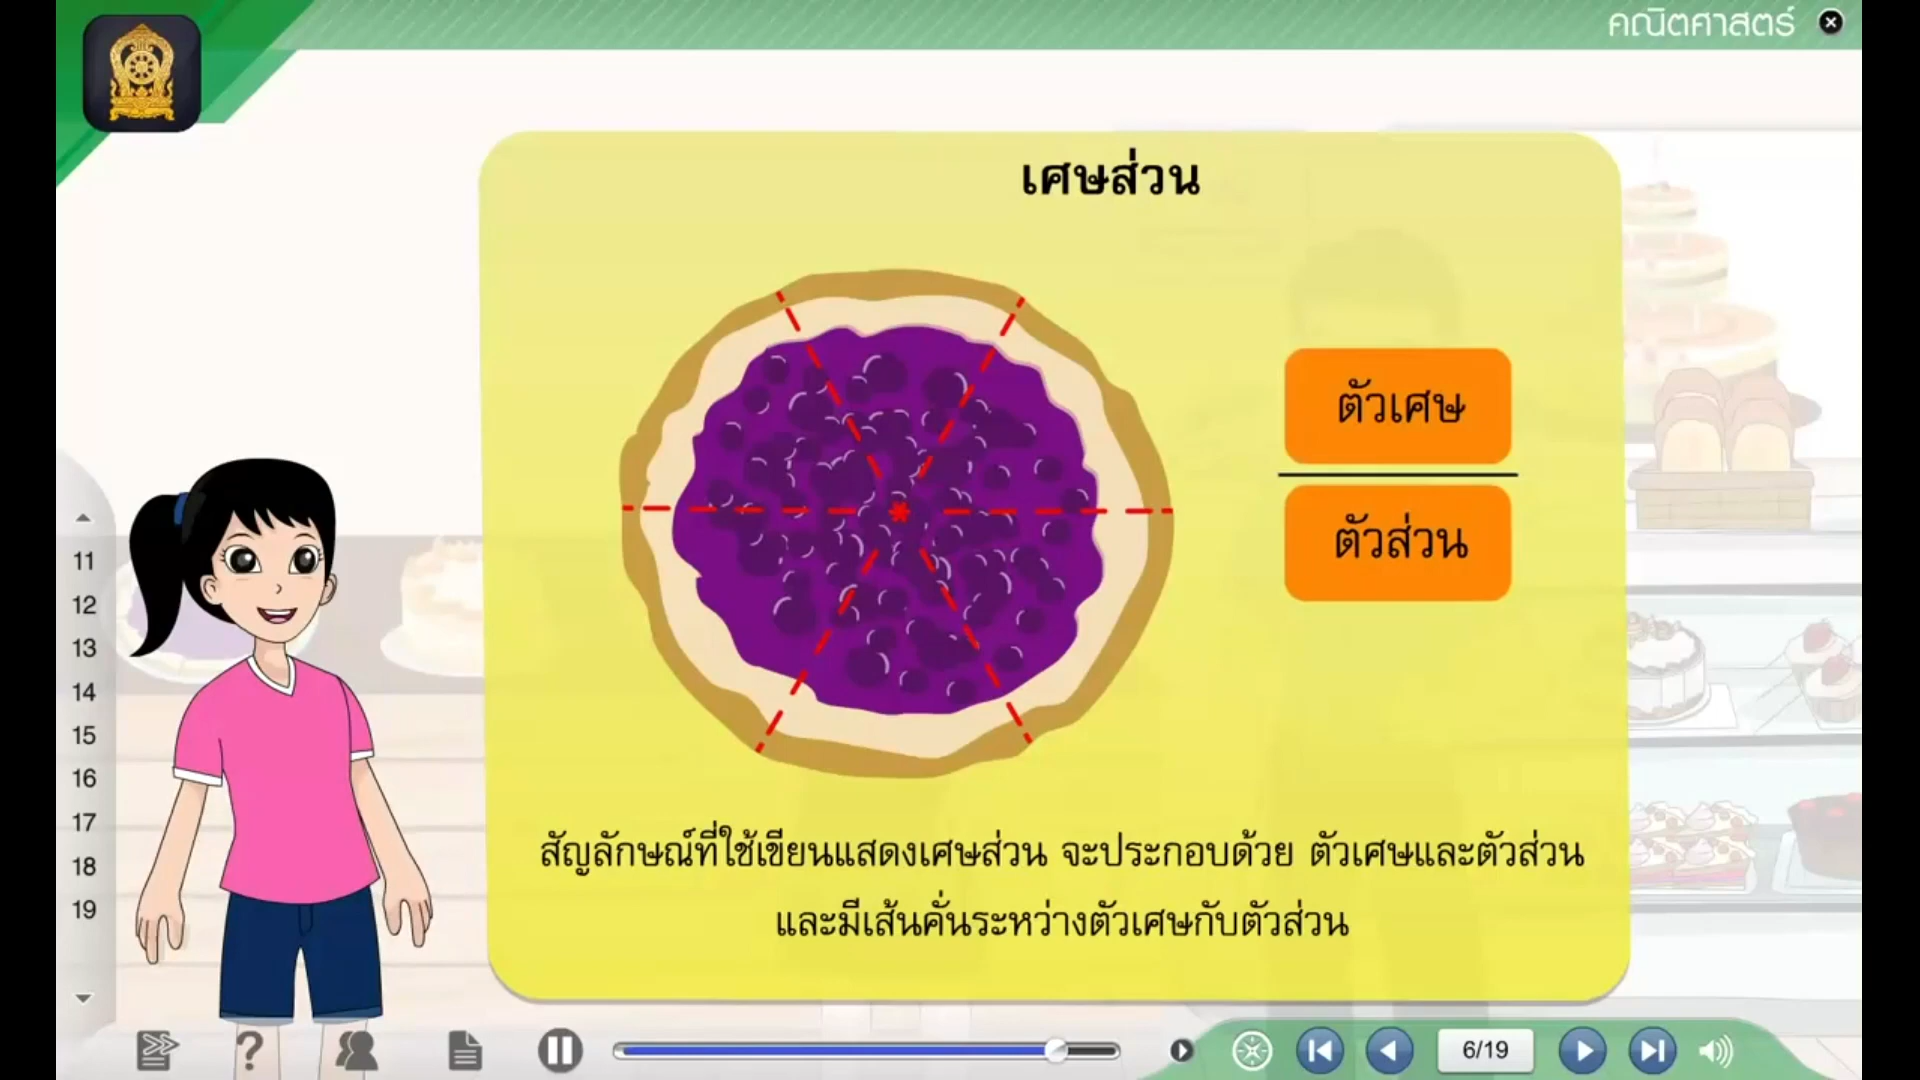 คณิตศาสตร์
เศษส่วน
ตัวเศษ
ตัวส่วน
สัญลักษณ์ที่ใช้เขียนแสดงเศษส่วน จะประกอบด้วย ตัวเศษและตัวส่วน
และมีเส้นคั่นระหว่างตัวเศษกับตัวส่วน
11
12
13
14
15
16
17
18
19
6/19